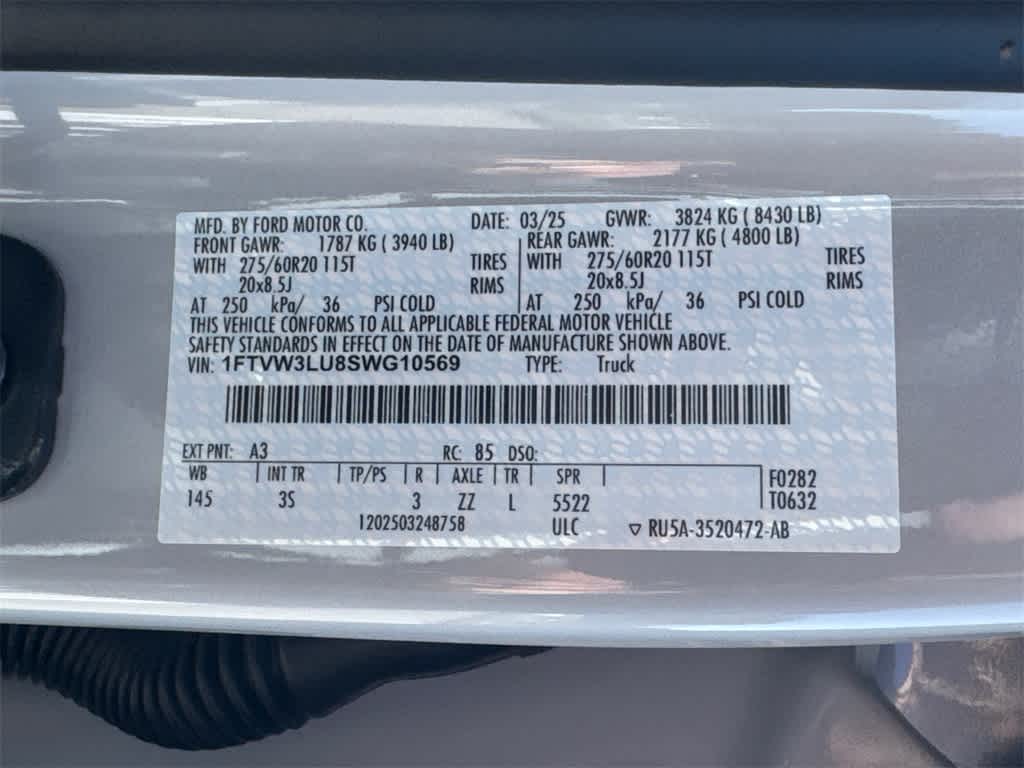 MFD. BY FORD MOTOR CO. DATE: 03/25 GVWR: 3824 KG ( 8430 LB)
FRONT GAWR: 1787 KG ( 3940 LB) REAR GAWR: 2177 KG ( 4800 LB)
WITH 275/60R20 115T TIRES WITH 275/60R20 115T TIRES
20x8.5J RIMS 20x8.5J RIMS
AT 250 kPa/ 36 PSI COLD AT 250 kPa/ 36 PSI COLD
THIS VEHICLE CONFORMS TO ALL APPLICABLE FEDERAL MOTOR VEHICLE
SAFETY STANDARDS IN EFFECT ON THE DATE OF MANUFACTURE SHOWN ABOVE.
VIN: 1FTVW3LU8SWG10569 TYPE: Truck
EXT PNT: A3 RC: 85 DSO:
WB INT TR TP/PS R AXLE TR SPR F0282
145 3S 3 ZZ L 5522 T0632
1202503248758 ULC ▽ RU5A-3520472-AB